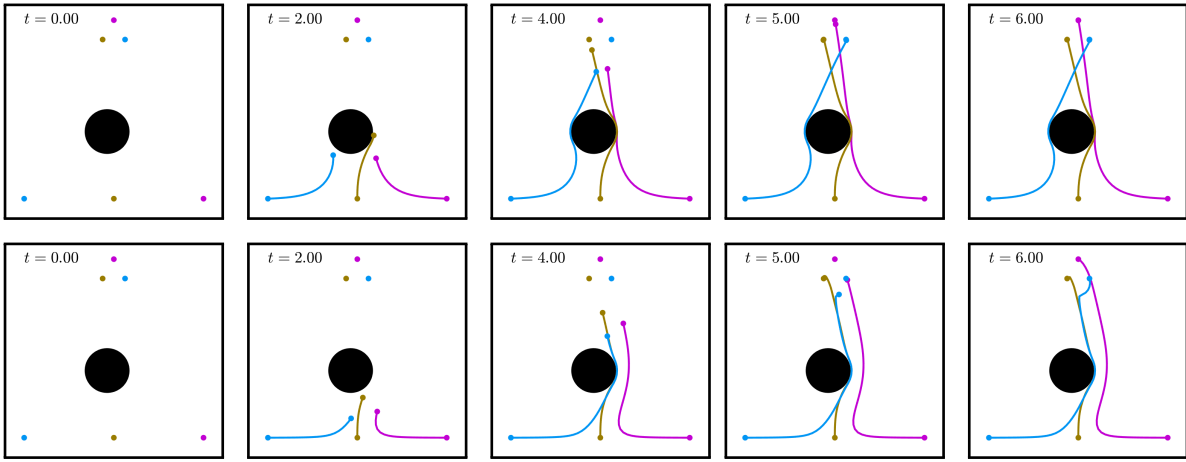 t = 0.00
t = 2.00
t = 4.00
t = 5.00
t = 6.00
t = 0.00
t = 2.00
t = 4.00
t = 5.00
t = 6.00